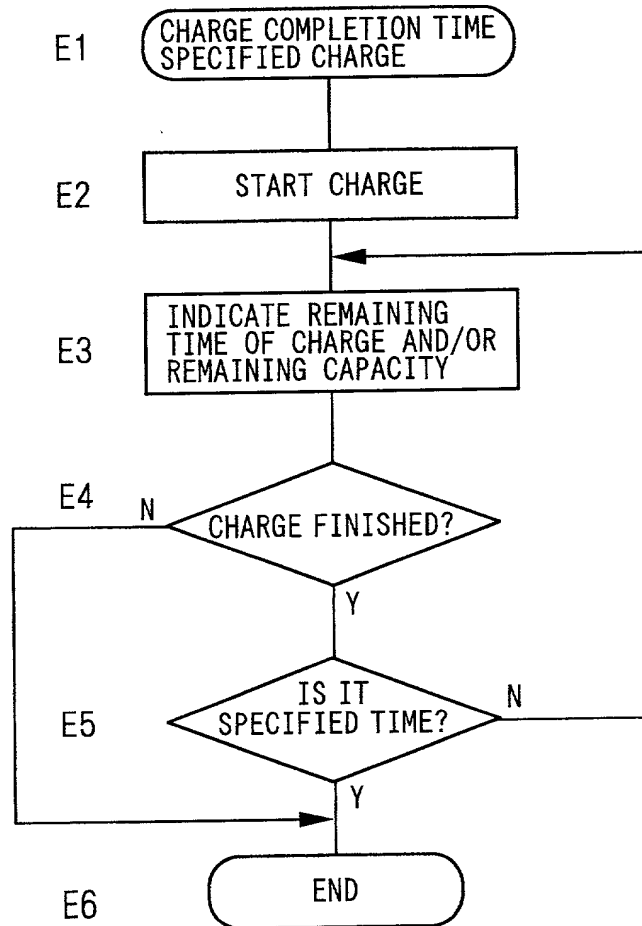 E1
CHARGE COMPLETION TIME
SPECIFIED CHARGE
E2
START CHARGE
E3
INDICATE REMAINING
TIME OF CHARGE AND/OR
REMAINING CAPACITY
E4
N
CHARGE FINISHED?
Y
E5
IS IT
SPECIFIED TIME?
N
Y
E6
END